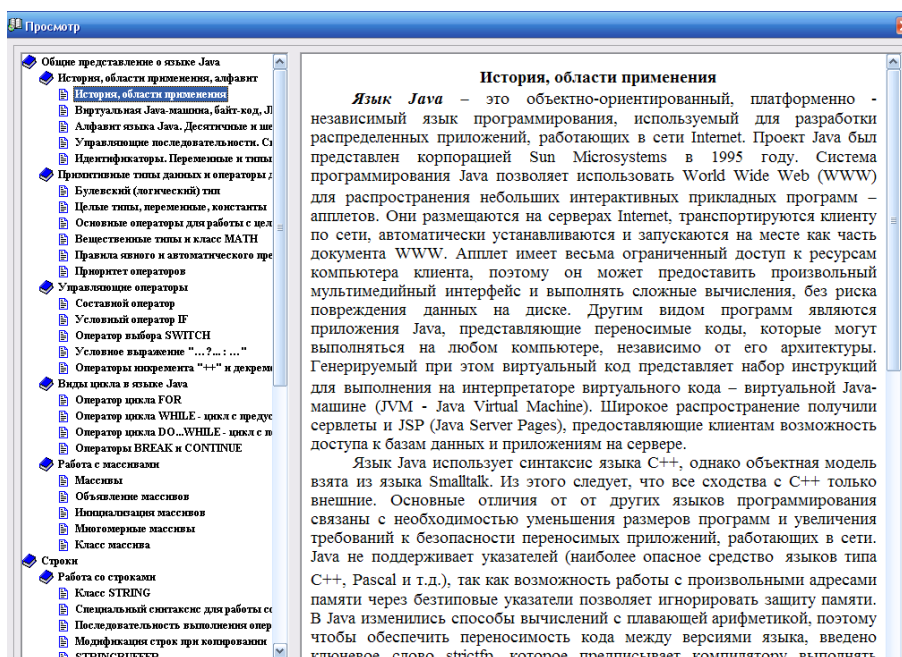 Просмотр
Общие представление о языке Java
История, области применения, алфавит
История, области применения
Виртуальная Java-машина, байт-код, Л
Алфавит языка Java. Десятичные и ше
Управляющие последовательности. Си
Идентификаторы. Переменные и типы
Примитивные типы данных и операторы д
Булевский (логический) тип
Целые типы, переменные, константы
Основные операторы для работы с цел
Вещественные типы и класс MATH
Правила явного и автоматического пре
Приоритет операторов
Управляющие операторы
Составной оператор
Условный оператор IF
Оператор выбора SWITCH
Условное выражение "...?... : ..."
Операторы инкремента "++" и декреме
Виды цикла в языке Java
Оператор цикла FOR
Оператор цикла WHILE - цикл с предус
Оператор цикла DO...WHILE - цикл с п
Операторы BREAK и CONTINUE
Работа с массивами
Массивы
Объявление массивов
Инициализация массивов
Многомерные массивы
Класс массива
Строки
Работа со строками
Класс STRING
Специальный синтаксис для работы со
Последовательность выполнения опер
Модификация строк при копировании
STRINGBUFFER
История, области применения
Язык Java – это объектно-ориентированный, платформенно -
независимый язык программирования, используемый для разработки
распределенных приложений, работающих в сети Internet. Проект Java был
представлен корпорацией Sun Microsystems в 1995 году. Система
программирования Java позволяет использовать World Wide Web (WWW)
для распространения небольших интерактивных прикладных программ –
апплетов. Они размещаются на серверах Internet, транспортируются клиенту
по сети, автоматически устанавливаются и запускаются на месте как часть
документа WWW. Апплет имеет весьма ограниченный доступ к ресурсам
компьютера клиента, поэтому он может предоставить произвольный
мультимедийный интерфейс и выполнять сложные вычисления, без риска
повреждения данных на диске. Другим видом программ являются
приложения Java, представляющие переносимые коды, которые могут
выполняться на любом компьютере, независимо от его архитектуры.
Генерируемый при этом виртуальный код представляет набор инструкций
для выполнения на интерпретаторе виртуального кода – виртуальной Java-
машине (JVM - Java Virtual Machine). Широкое распространение получили
сервлеты и JSP (Java Server Pages), предоставляющие клиентам возможность
доступа к базам данных и приложениям на сервере.
Язык Java использует синтаксис языка C++, однако объектная модель
взята из языка Smalltalk. Из этого следует, что все сходства с C++ только
внешние. Основные отличия от от других языков программирования
связаны с необходимостью уменьшения размеров программ и увеличения
требований к безопасности переносимых приложений, работающих в сети.
Java не поддерживает указателей (наиболее опасное средство языков типа
C++, Pascal и т.д.), так как возможность работы с произвольными адресами
памяти через безтиповые указатели позволяет игнорировать защиту памяти.
В Java изменились способы вычислений с плавающей арифметикой, поэтому
чтобы обеспечить переносимость кода между версиями языка, введено
ключевое слово strictfp, которое предписывает компилятору выполнять